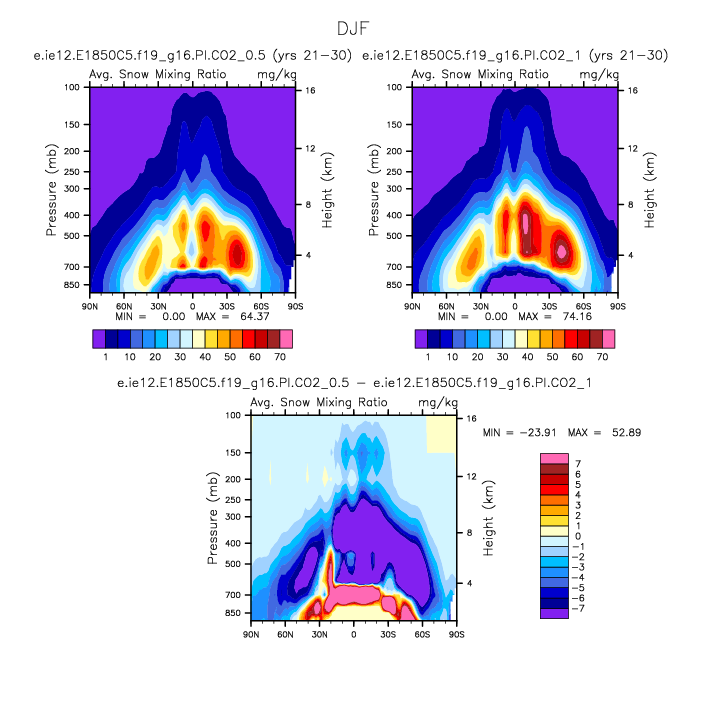 DJF
e.ie12.E1850C5.f19_g16.PI.CO2_0.5 (yrs 21-30)
e.ie12.E1850C5.f19_g16.PI.CO2_1 (yrs 21-30)
Avg. Snow Mixing Ratio mg/kg
Avg. Snow Mixing Ratio mg/kg
100
150
200
250
300
400
500
700
850
Pressure (mb)
16
12
8
4
Height (km)
90N 60N 30N 0 30S 60S 90S
MIN = 0.00 MAX = 64.37
1 10 20 30 40 50 60 70
100
150
200
250
300
400
500
700
850
Pressure (mb)
16
12
8
4
Height (km)
90N 60N 30N 0 30S 60S 90S
MIN = 0.00 MAX = 74.16
1 10 20 30 40 50 60 70
e.ie12.E1850C5.f19_g16.PI.CO2_0.5 - e.ie12.E1850C5.f19_g16.PI.CO2_1
Avg. Snow Mixing Ratio mg/kg
100
150
200
250
300
400
500
700
850
Pressure (mb)
16
12
8
4
Height (km)
90N 60N 30N 0 30S 60S 90S
MIN = -23.91 MAX = 52.89
7
6
5
4
3
2
1
0
-1
-2
-3
-4
-5
-6
-7